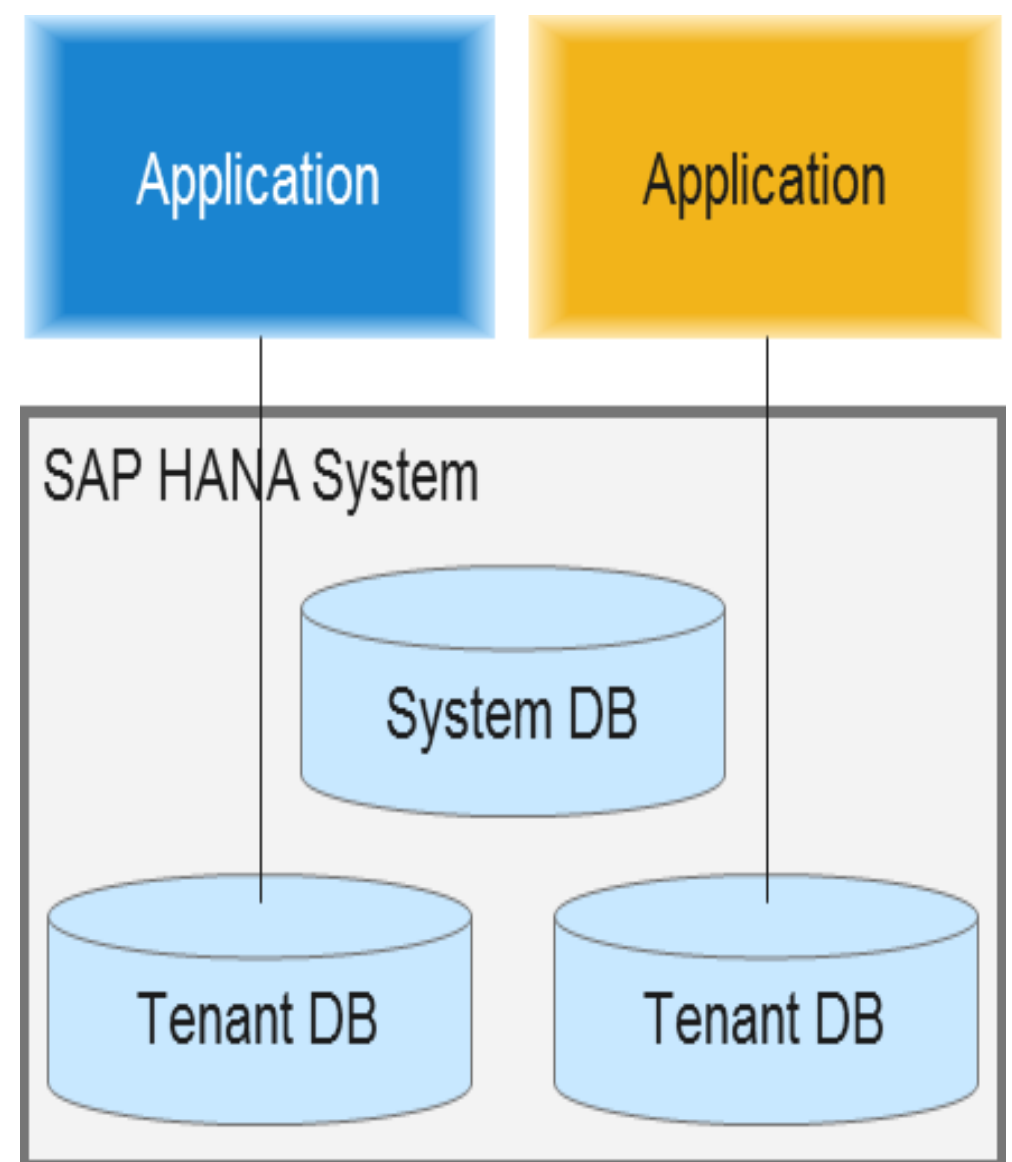 Application
Application
SAP HANA System
System DB
Tenant DB
Tenant DB